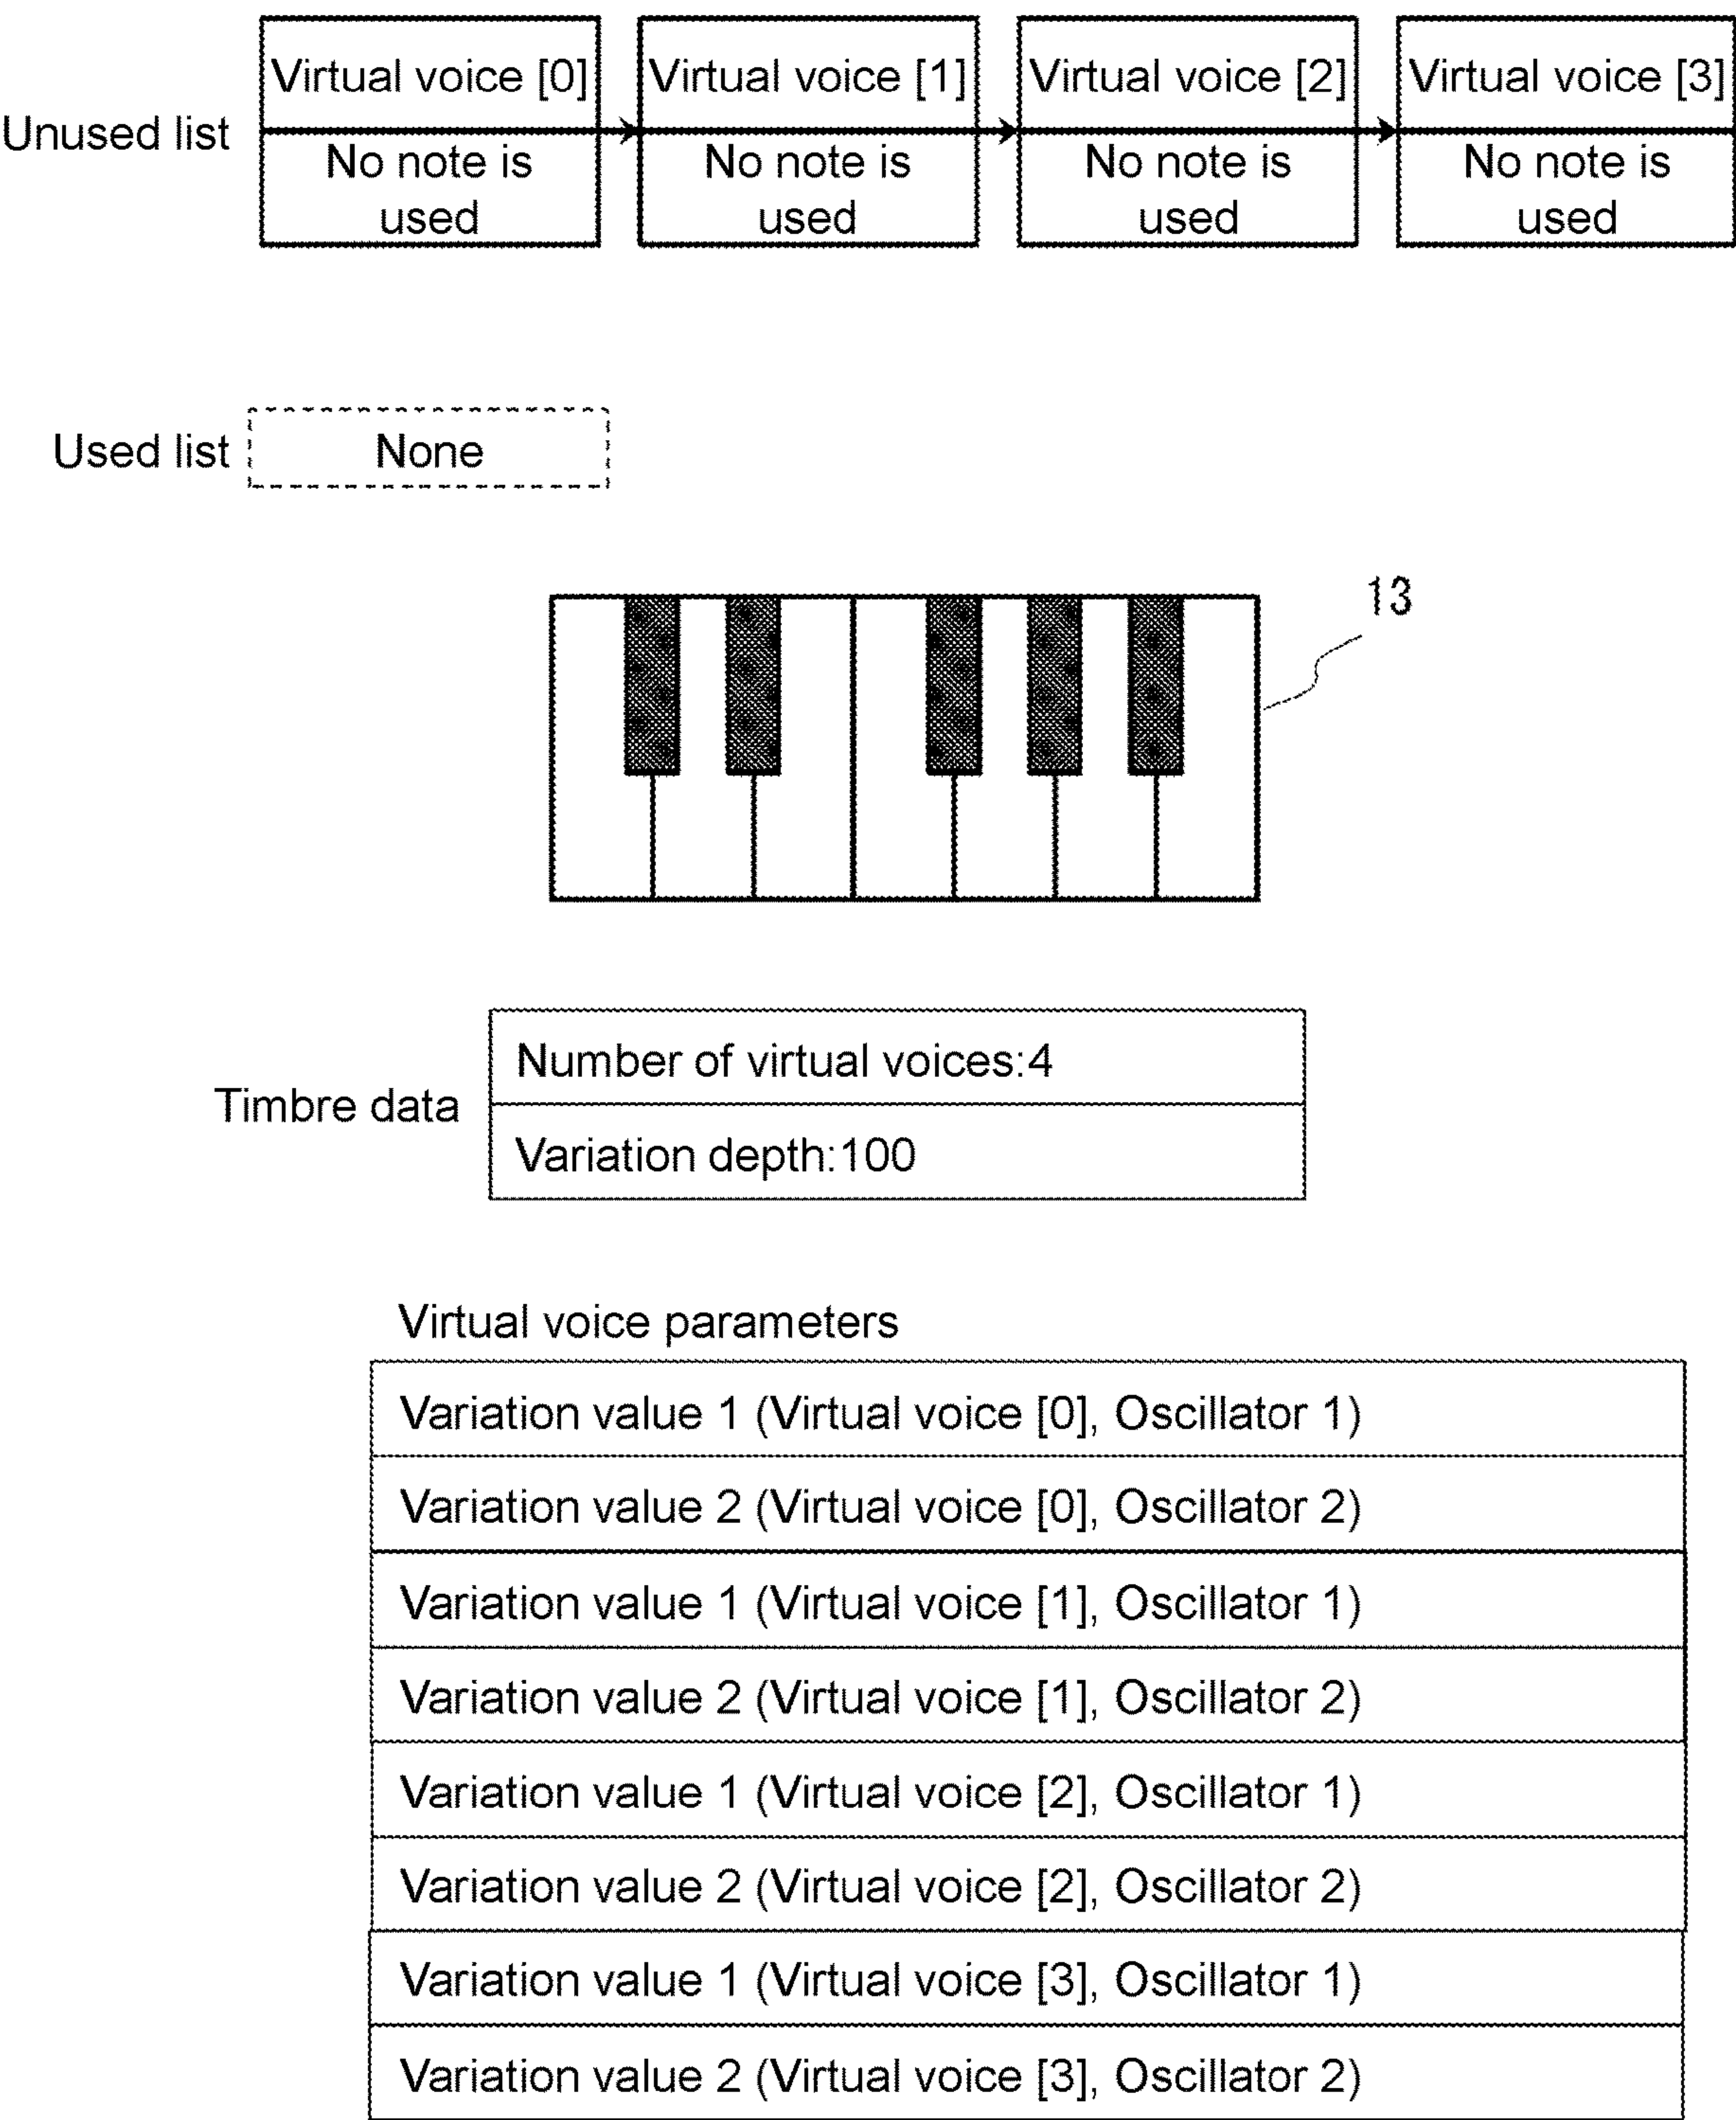 Virtual voice [0] Virtual voice [1] Virtual voice [2] Virtual voice [3]
Unused list
No note is No note is No note is No note is
used used used used
Used list None
13
Number of virtual voices:4
Timbre data
Variation depth:100
Virtual voice parameters
Variation value 1 (Virtual voice [0], Oscillator 1)
Variation value 2 (Virtual voice [0], Oscillator 2)
Variation value 1 (Virtual voice [1], Oscillator 1)
Variation value 2 (Virtual voice [1], Oscillator 2)
Variation value 1 (Virtual voice [2], Oscillator 1)
Variation value 2 (Virtual voice [2], Oscillator 2)
Variation value 1 (Virtual voice [3], Oscillator 1)
Variation value 2 (Virtual voice [3], Oscillator 2)